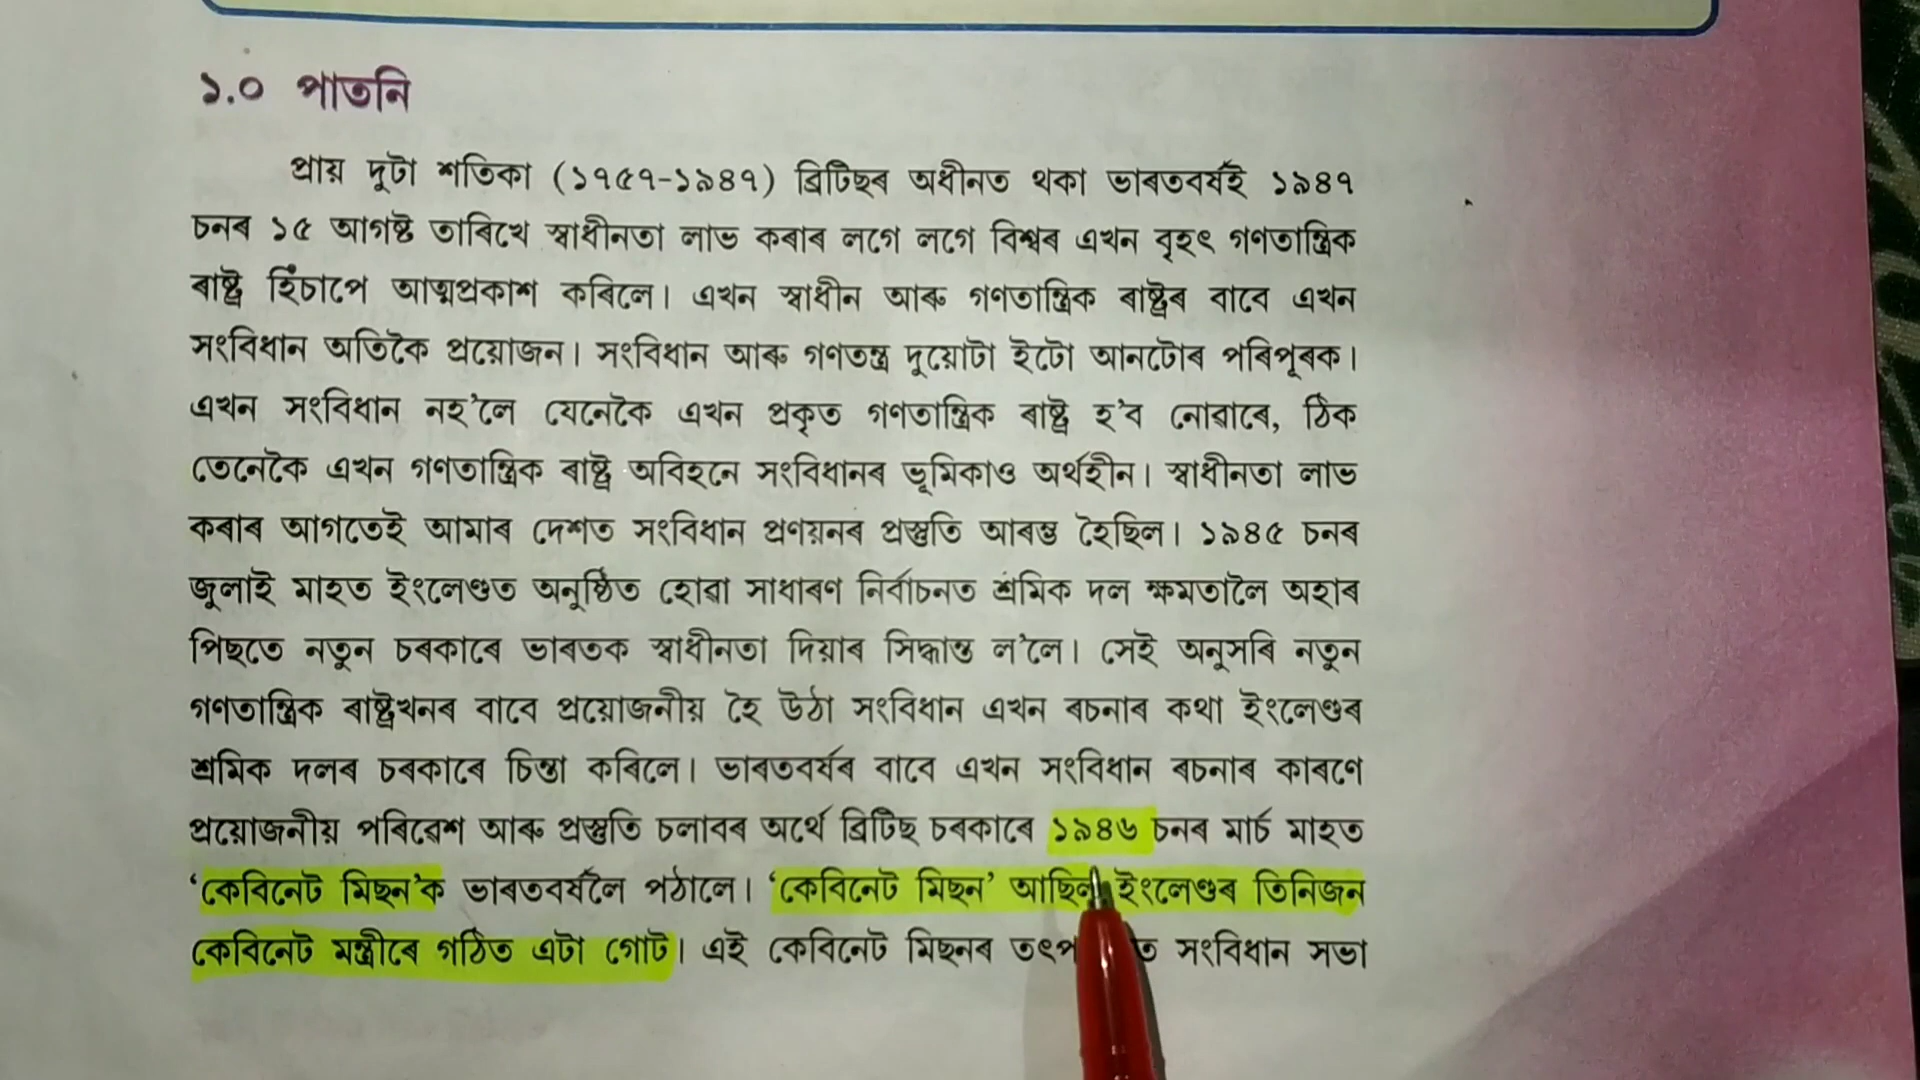 ১.০ পাতনি
প্ৰায় দুটা শতিকা (১৭৫৭-১৯৪৭) ব্ৰিটিছৰ অধীনত থকা ভাৰতবৰ্ষই ১৯৪৭
চনৰ ১৫ আগষ্ট তাৰিখে স্বাধীনতা লাভ কৰাৰ লগে লগে বিশ্বৰ এখন বৃহৎ গণতান্ত্ৰিক
ৰাষ্ট্ৰ হিচাপে আত্মপ্ৰকাশ কৰিলে। এখন স্বাধীন আৰু গণতান্ত্ৰিক ৰাষ্ট্ৰৰ বাবে এখন
সংবিধান অতিকৈ প্ৰয়োজন। সংবিধান আৰু গণতন্ত্ৰ দুয়োটা ইটো আনটোৰ পৰিপূৰক।
এখন সংবিধান নহ'লে যেনেকৈ এখন প্ৰকৃত গণতান্ত্ৰিক ৰাষ্ট্ৰ হ'ব নোৱাৰে, ঠিক
তেনেকৈ এখন গণতান্ত্ৰিক ৰাষ্ট্ৰ অবিহনে সংবিধানৰ ভূমিকাও অৰ্থহীন। স্বাধীনতা লাভ
কৰাৰ আগতেই আমাৰ দেশত সংবিধান প্ৰণয়নৰ প্ৰস্তুতি আৰম্ভ হৈছিল। ১৯৪৫ চনৰ
জুলাই মাহত ইংলেণ্ডত অনুষ্ঠিত হোৱা সাধাৰণ নিৰ্বাচনত শ্ৰমিক দল ক্ষমতালৈ অহাৰ
পিছতে নতুন চৰকাৰে ভাৰতক স্বাধীনতা দিয়াৰ সিদ্ধান্ত ল'লে। সেই অনুসৰি নতুন
গণতান্ত্ৰিক ৰাষ্ট্ৰখনৰ বাবে প্ৰয়োজনীয় হৈ উঠা সংবিধান এখন ৰচনাৰ কথা ইংলেণ্ডৰ
শ্ৰমিক দলৰ চৰকাৰে চিন্তা কৰিলে। ভাৰতবৰ্ষৰ বাবে এখন সংবিধান ৰচনাৰ কাৰণে
প্ৰয়োজনীয় পৰিৱেশ আৰু প্ৰস্তুতি চলাবৰ অৰ্থে ব্ৰিটিছ চৰকাৰে ১৯৪৬ চনৰ মাৰ্চ মাহত
'কেবিনেট মিছন'ক ভাৰতবৰ্ষলৈ পঠালে। 'কেবিনেট মিছন' আছিল ইংলেণ্ডৰ তিনিজন
কেবিনেট মন্ত্ৰীৰে গঠিত এটা গোট। এই কেবিনেট মিছনৰ সংবিধান সভা